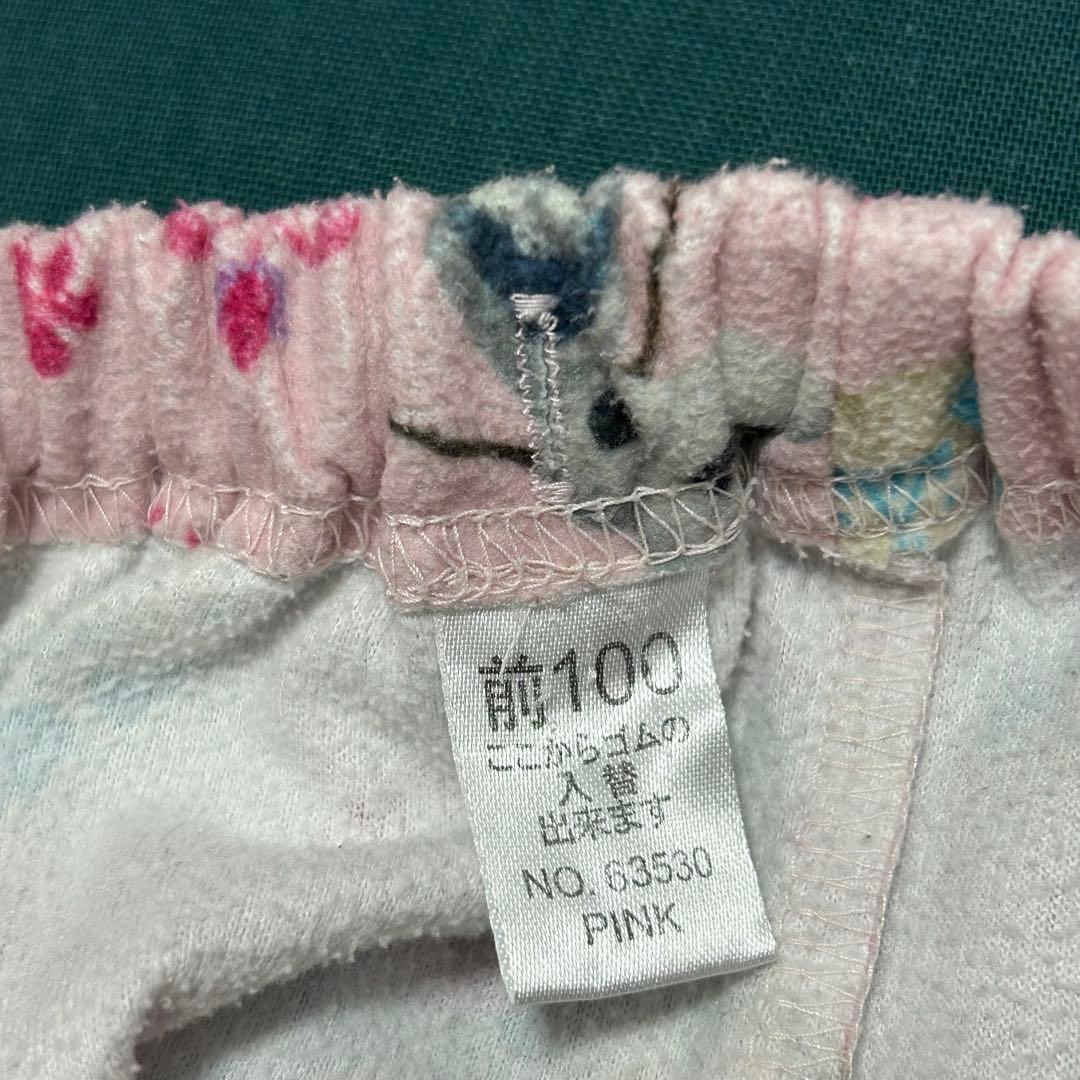 前100
ここからゴムの
入替
出来ます
NO. 63530
PINK